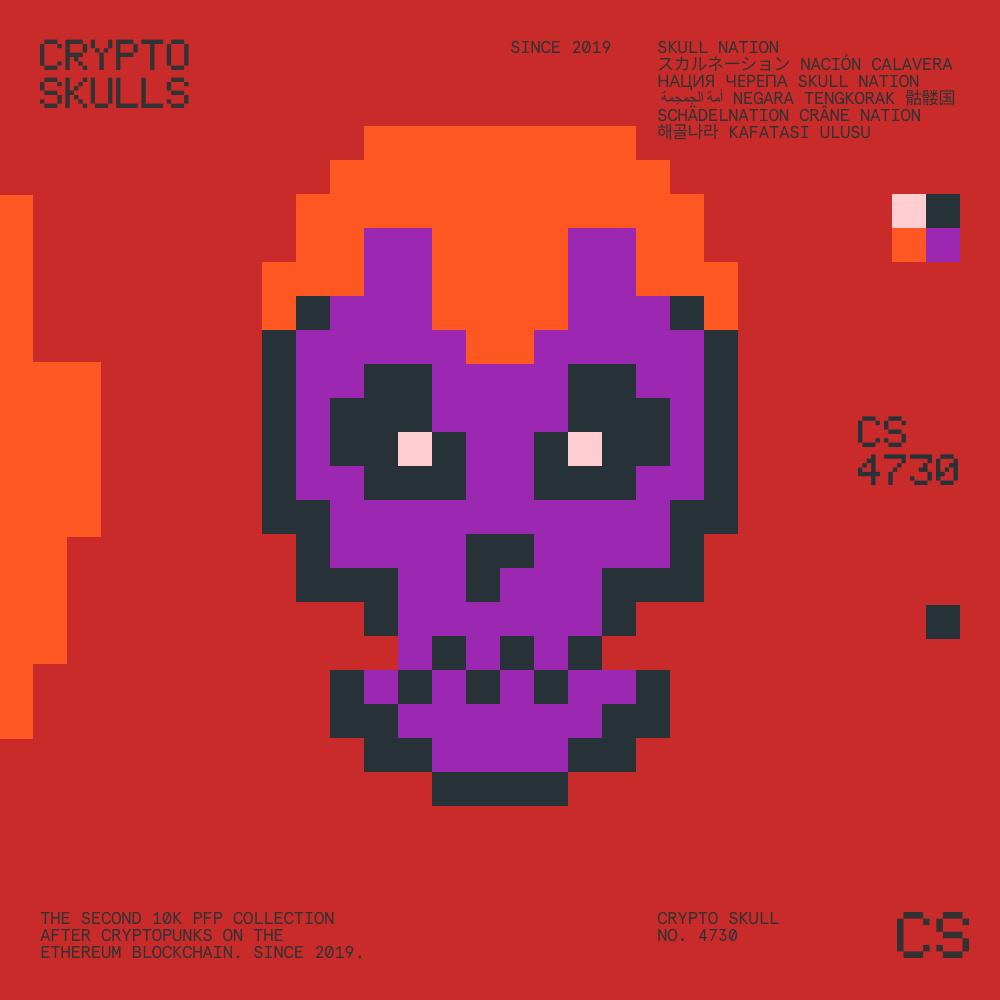 CRYPTO
SKULLS
SINCE 2019
SKULL NATION
スカルネーション NACIÓN CALAVERA
НАЦИЯ ЧЕРЕПА SKULL NATION
أمة الجمجمة NEGARA TENGKORAK 骷髅国
SCHÄDELNATION CRÂNE NATION
해골나라 KAFATASI ULUSU
CS
4730
THE SECOND 10K PFP COLLECTION
AFTER CRYPTOPUNKS ON THE
ETHEREUM BLOCKCHAIN. SINCE 2019.
CRYPTO SKULL
NO. 4730
CS